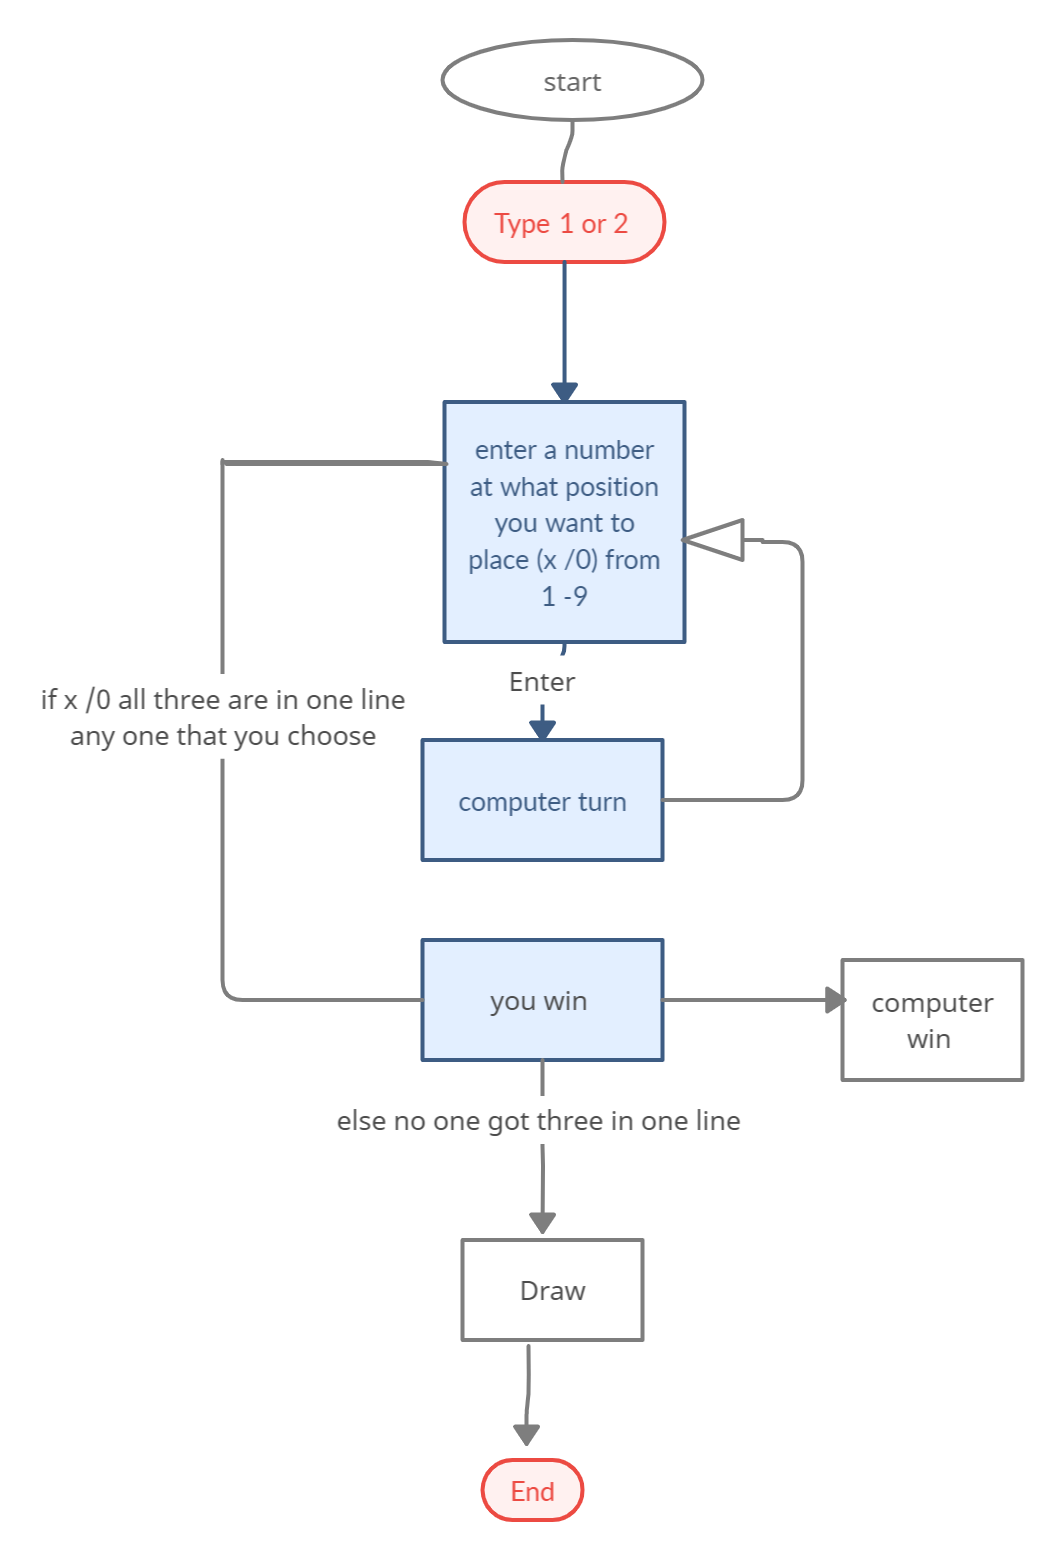 start
Type 1 or 2
enter a number
at what position
you want to
place (x /0) from
1 -9
Enter
if x /0 all three are in one line
any one that you choose
computer turn
you win
computer
win
else no one got three in one line
Draw
End